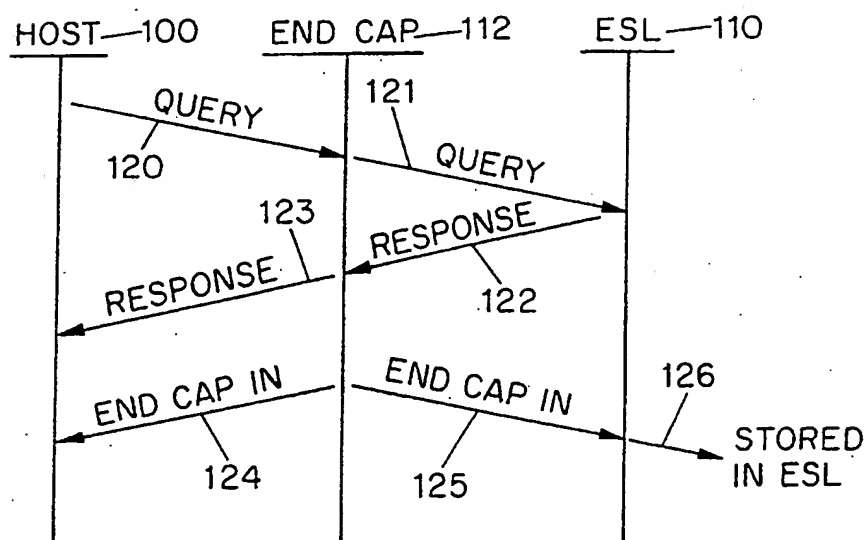 HOST 100
END CAP 112
ESL 110
QUERY
120
121
QUERY
123
RESPONSE
122
RESPONSE
END CAP IN
124
END CAP IN
125
126
STORED
IN ESL